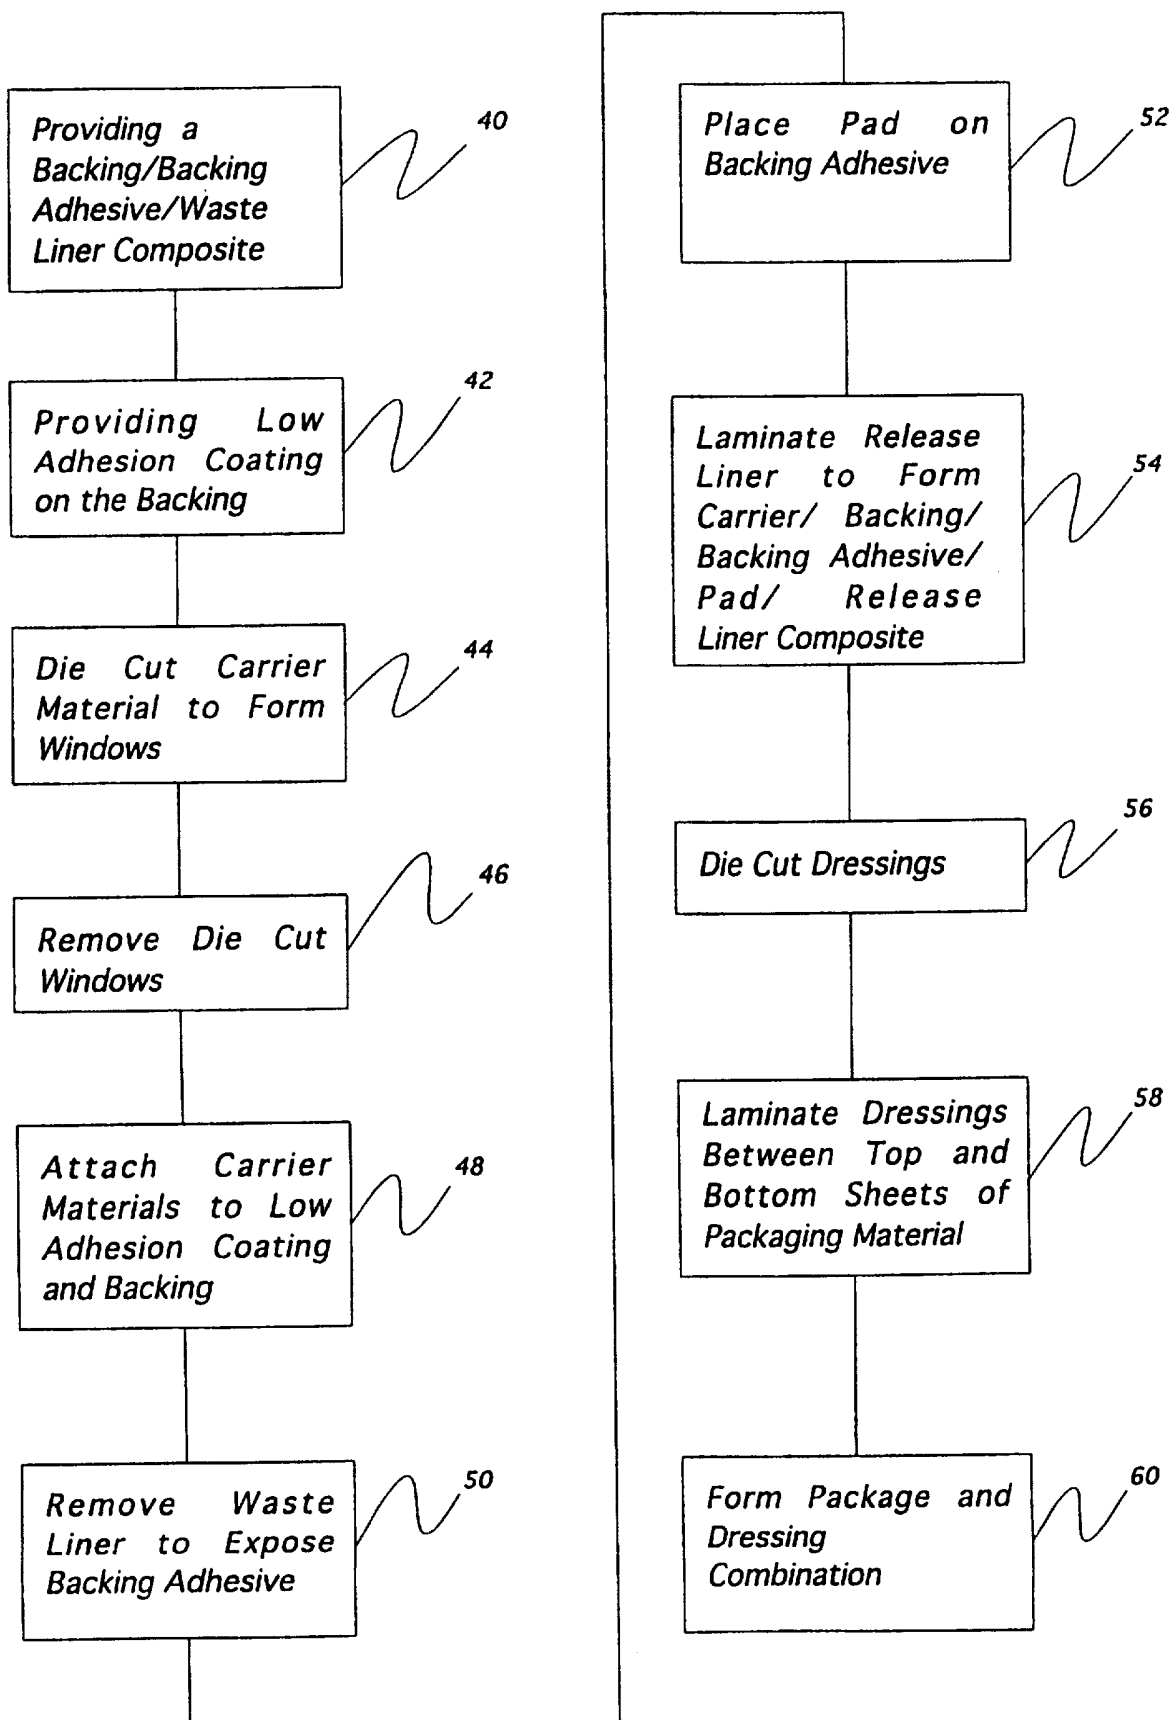 Providing a
Backing/Backing
Adhesive/Waste
Liner Composite
40
Providing Low
Adhesion Coating
on the Backing
42
Die Cut Carrier
Material to Form
Windows
44
Remove Die Cut
Windows
46
Attach Carrier
Materials to Low
Adhesion Coating
and Backing
48
Remove Waste
Liner to Expose
Backing Adhesive
50
Place Pad on
Backing Adhesive
52
Laminate Release
Liner to Form
Carrier/ Backing/
Backing Adhesive/
Pad/ Release
Liner Composite
54
Die Cut Dressings
56
Laminate Dressings
Between Top and
Bottom Sheets of
Packaging Material
58
Form Package and
Dressing
Combination
60